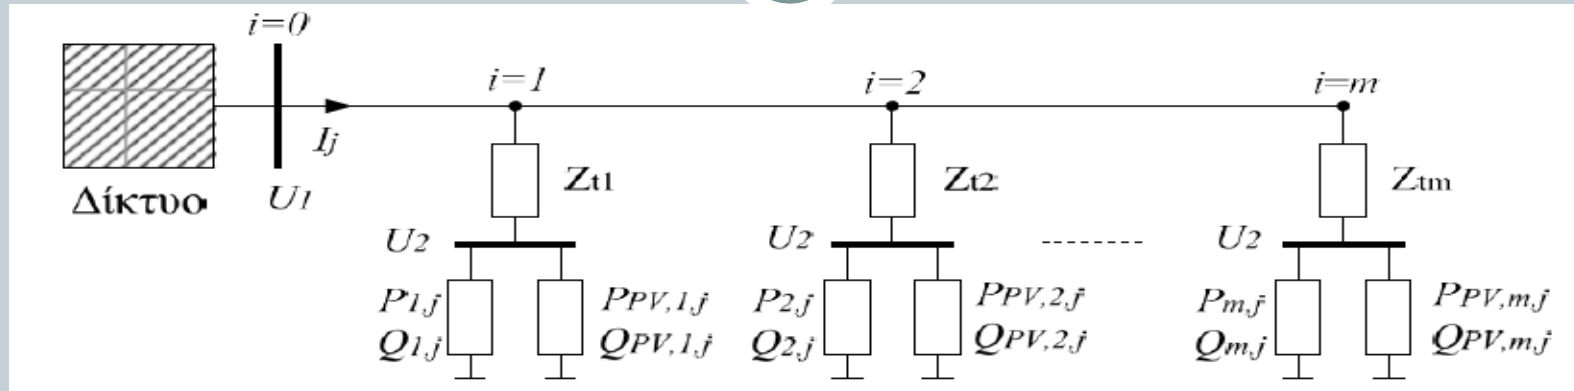 i=0
i=1
i=2
i=m
Ij
Zt1
Zt2
Ztm
Δίκτυο
U1
U2
U2
U2
P1,j
Q1,j
PPV,1,j
QPV,1,j
P2,j
Q2,j
PPV,2,j
QPV,2,j
Pm,j
Qm,j
PPV,m,j
QPV,m,j